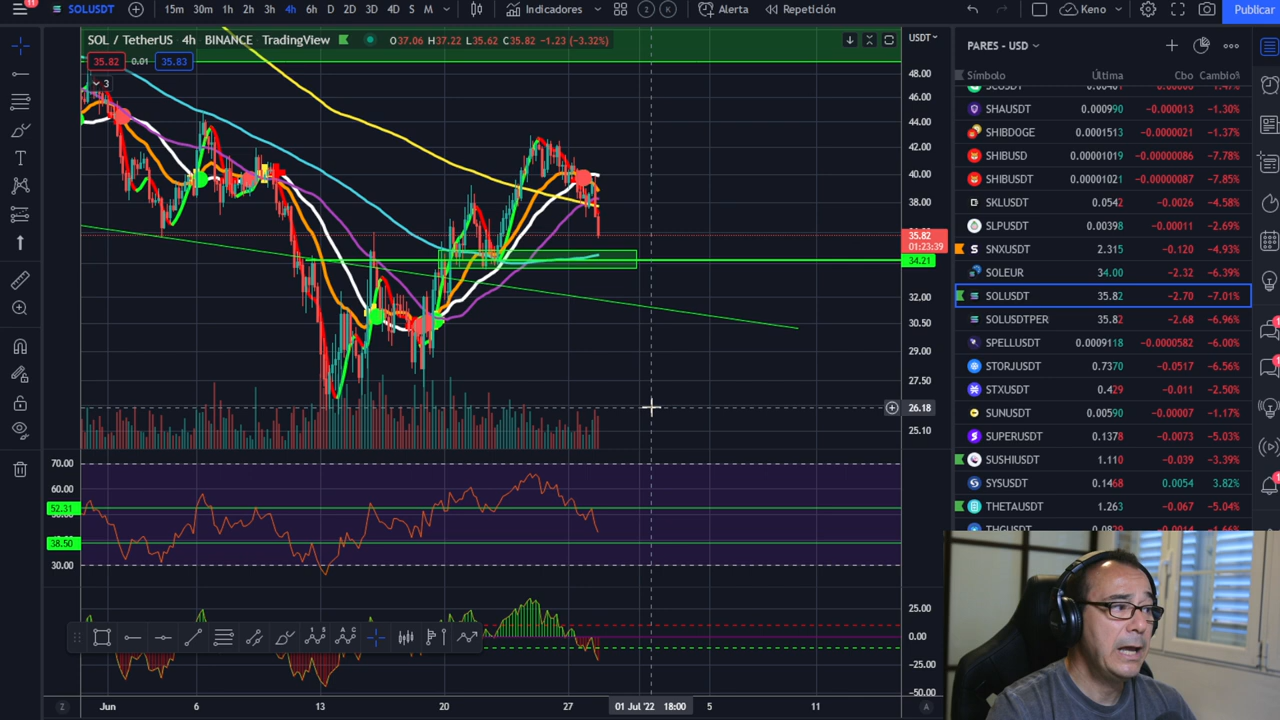 11
SOLUSDT
15m 30m 1h 2h 3h 4h 6h D 2D 3D 4D S M
Indicadores
2 K
Alerta
Repetición
Keno
Publicar
SOL / TetherUS 4h BINANCE TradingView O37.06 H37.22 L35.62 C35.82 -1.23 (-3.32%)
USDT
35.82 0.01 35.83
3
48.00
46.00
44.00
42.00
40.00
38.00
35.82
01:23:39
34.21
32.00
30.50
29.00
27.50
26.18
25.10
70.00
60.00
52.31
38.50
30.00
25.00
0.00
-25.00
-50.00
Z Jun 6 13 20 27 01 Jul '22 18:00 5 11 A
PARES - USD
Símbolo Última Cbo Cambio%
SHAUSDT 0.000990 -0.000013 -1.30%
SHIBDOGE 0.0001513 -0.0000021 -1.37%
SHIBUSD 0.00001019 -0.00000086 -7.78%
SHIBUSDT 0.00001021 -0.00000087 -7.85%
SKLUSDT 0.0542 -0.0026 -4.58%
SLPUSDT 0.00398 -0.00011 -2.69%
SNXUSDT 2.315 -0.120 -4.93%
SOLEUR 34.00 -2.32 -6.39%
SOLUSDT 35.82 -2.70 -7.01%
SOLUSDTPER 35.82 -2.68 -6.96%
SPELLUSDT 0.0009118 -0.0000582 -6.00%
STORJUSDT 0.7370 -0.0517 -6.56%
STXUSDT 0.429 -0.011 -2.50%
SUNUSDT 0.00590 -0.00007 -1.17%
SUPERUSDT 0.1378 -0.0073 -5.03%
SUSHIUSDT 1.110 -0.039 -3.39%
SYSUSDT 0.1468 0.0054 3.82%
THETAUSDT 1.263 -0.067 -5.04%